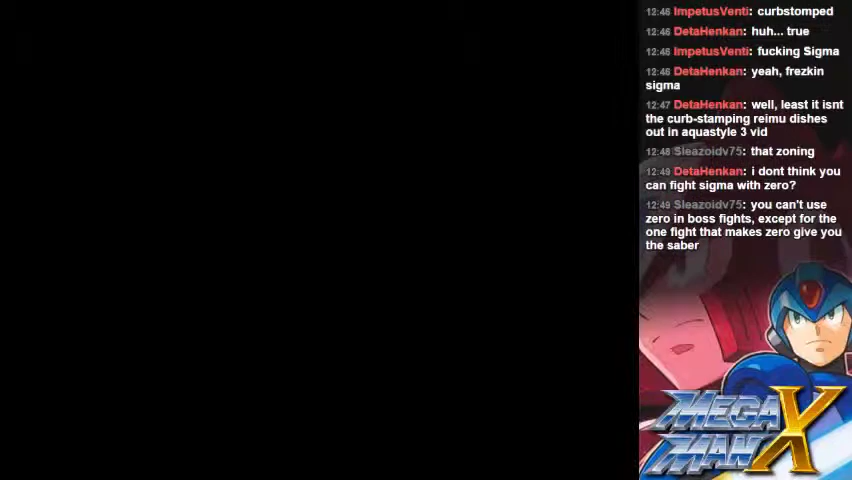 12:46 ImpetusVenti: curbstomped
12:46 DetaHenkan: huh... true
12:46 ImpetusVenti: fucking Sigma
12:46 DetaHenkan: yeah, frezkin
sigma
12:47 DetaHenkan: well, least it isnt
the curb-stamping reimu dishes
out in aquastyle 3 vid
12:48 Sleazoidv75: that zoning
12:49 DetaHenkan: i dont think you
can fight sigma with zero?
12:49 Sleazoidv75: you can't use
zero in boss fights, except for the
one fight that makes zero give you
the saber
MEGA
MAN X